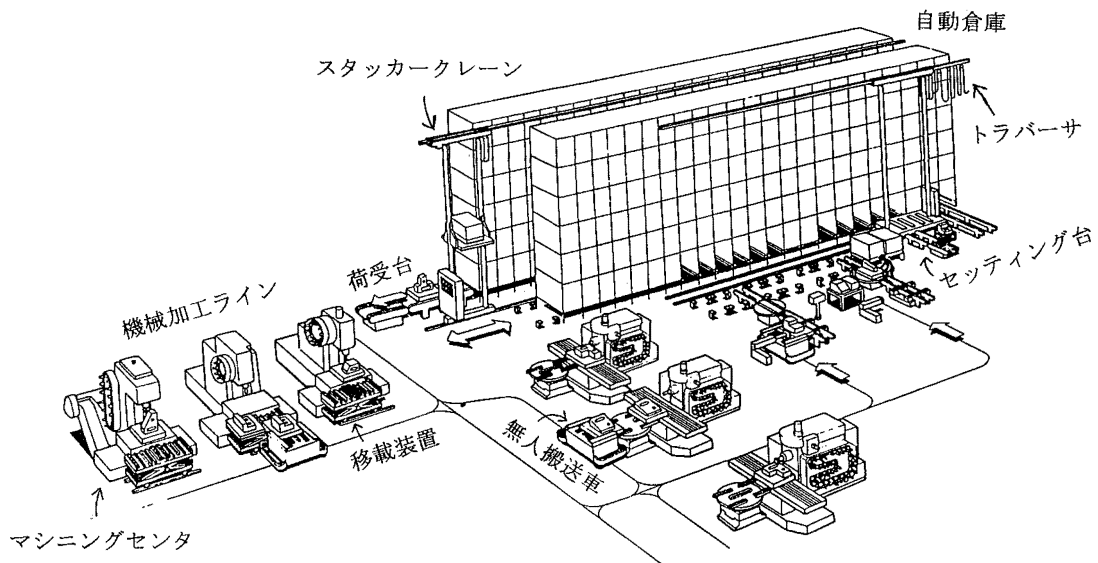 自動倉庫
スタッカークレーン
トラバーサ
セッティング台
荷受台
機械加工ライン
移載装置
無人搬送車
マシニングセンタ